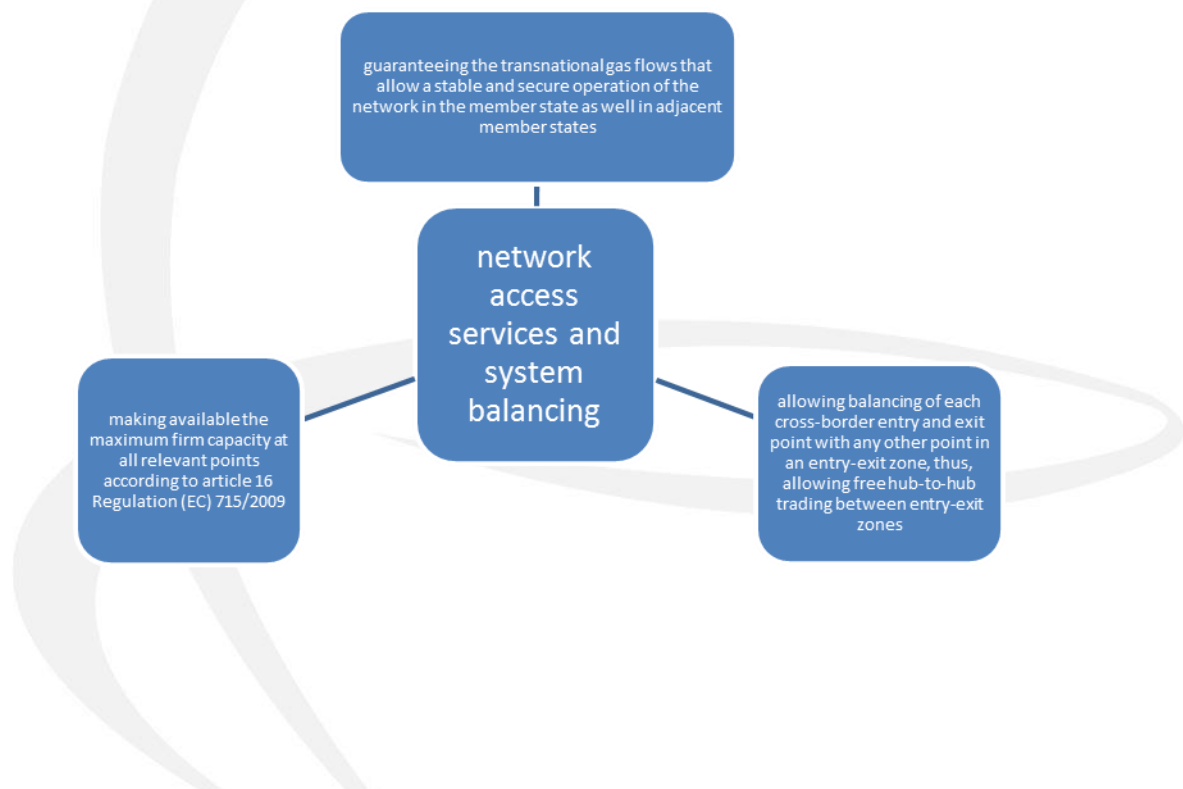 guaranteeing the transnational gas flows that
allow a stable and secure operation of the
network in the member state as well in adjacent
member states
network
access
services and
system
balancing
making available the
maximum firm capacity at
all relevant points
according to article 16
Regulation (EC) 715/2009
allowing balancing of each
cross-border entry and exit
point with any other point in
an entry-exit zone, thus,
allowing free hub-to-hub
trading between entry-exit
zones